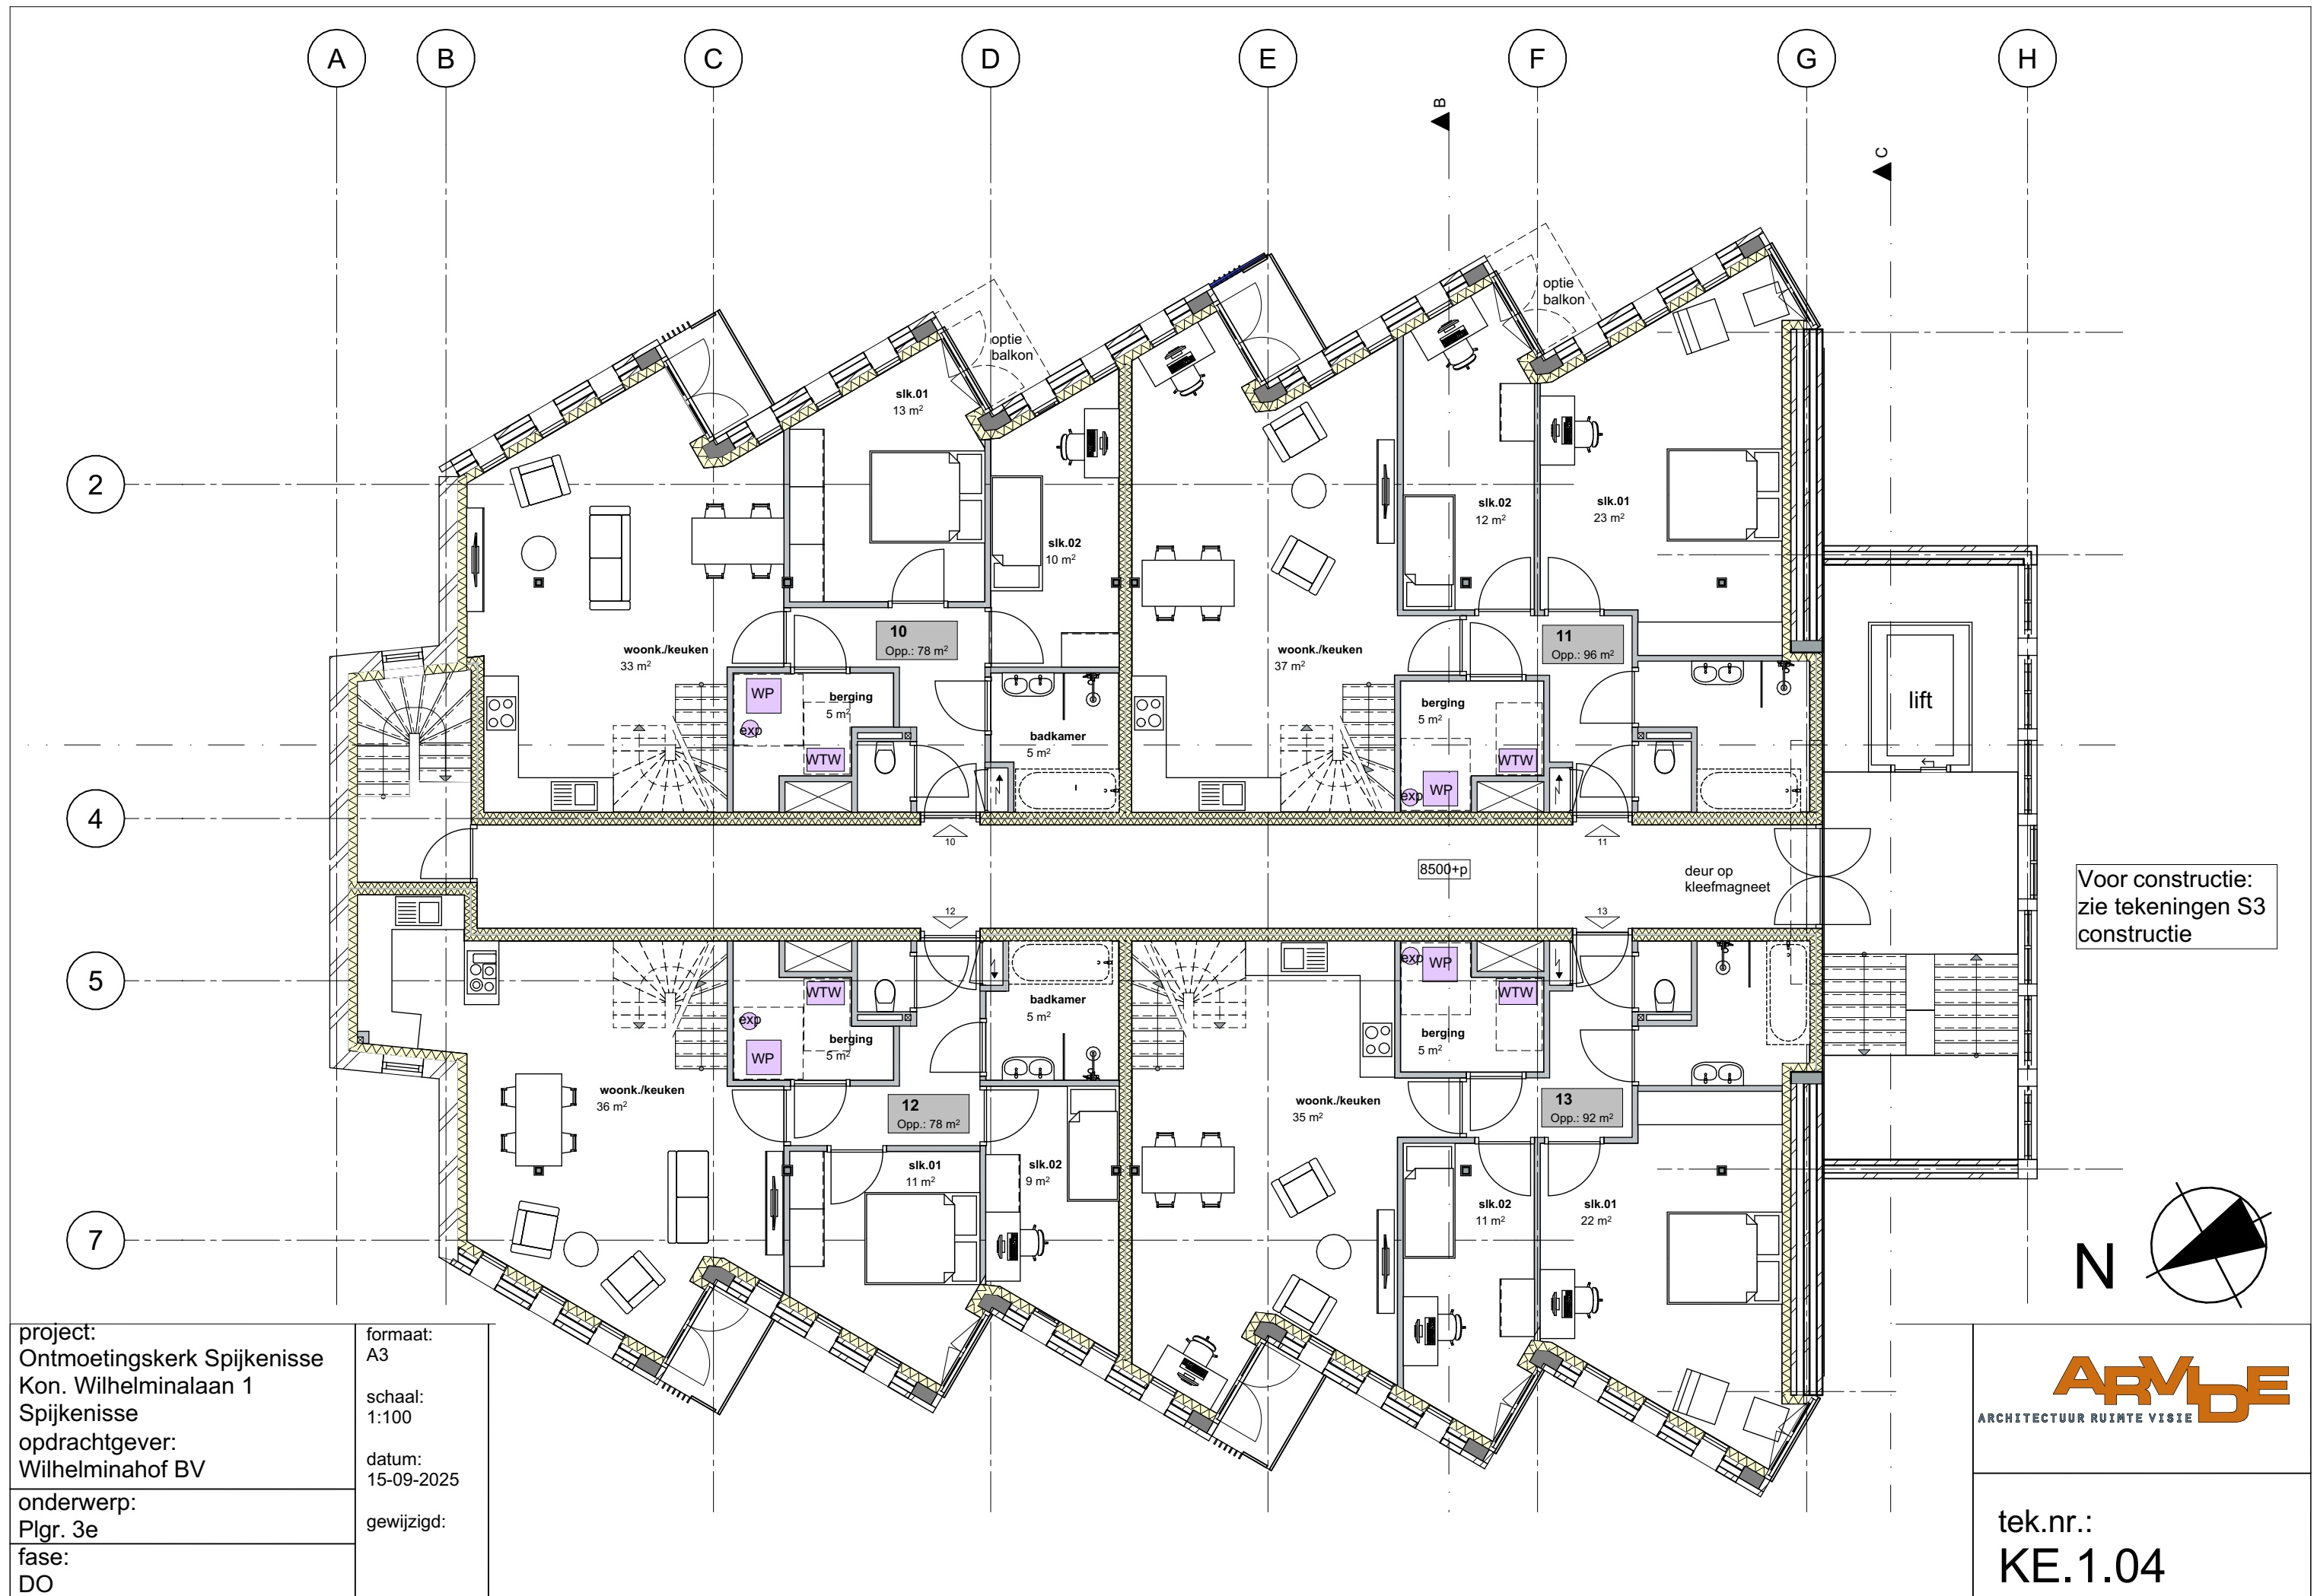 A
B
C
D
E
F
G
H
B
C
optie
balkon
optie
balkon
slk.01
13 m²
2
slk.02
12 m²
slk.01
23 m²
slk.02
10 m²
10
Opp.: 78 m²
11
Opp.: 96 m²
woonk./keuken
33 m²
woonk./keuken
37 m²
WP
berging
5 m²
exp
WTW
badkamer
5 m²
berging
5 m²
WTW
exp
WP
lift
4
10
11
8500+p
deur op
kleefmagneet
Voor constructie:
zie tekeningen S3
constructie
12
13
5
WTW
exp
WP
berging
5 m²
badkamer
5 m²
exp
WP
WTW
berging
5 m²
woonk./keuken
36 m²
12
Opp.: 78 m²
woonk./keuken
35 m²
13
Opp.: 92 m²
slk.01
11 m²
slk.02
9 m²
slk.02
11 m²
slk.01
22 m²
7
N
project:
Ontmoetingskerk Spijkenisse
Kon. Wilhelminalaan 1
Spijkenisse
opdrachtgever:
Wilhelminahof BV
onderwerp:
Plgr. 3e
fase:
DO
formaat:
A3
schaal:
1:100
datum:
15-09-2025
gewijzigd:
ARVIDE
ARCHITECTUUR RUIMTE VISIE
tek.nr.:
KE.1.04